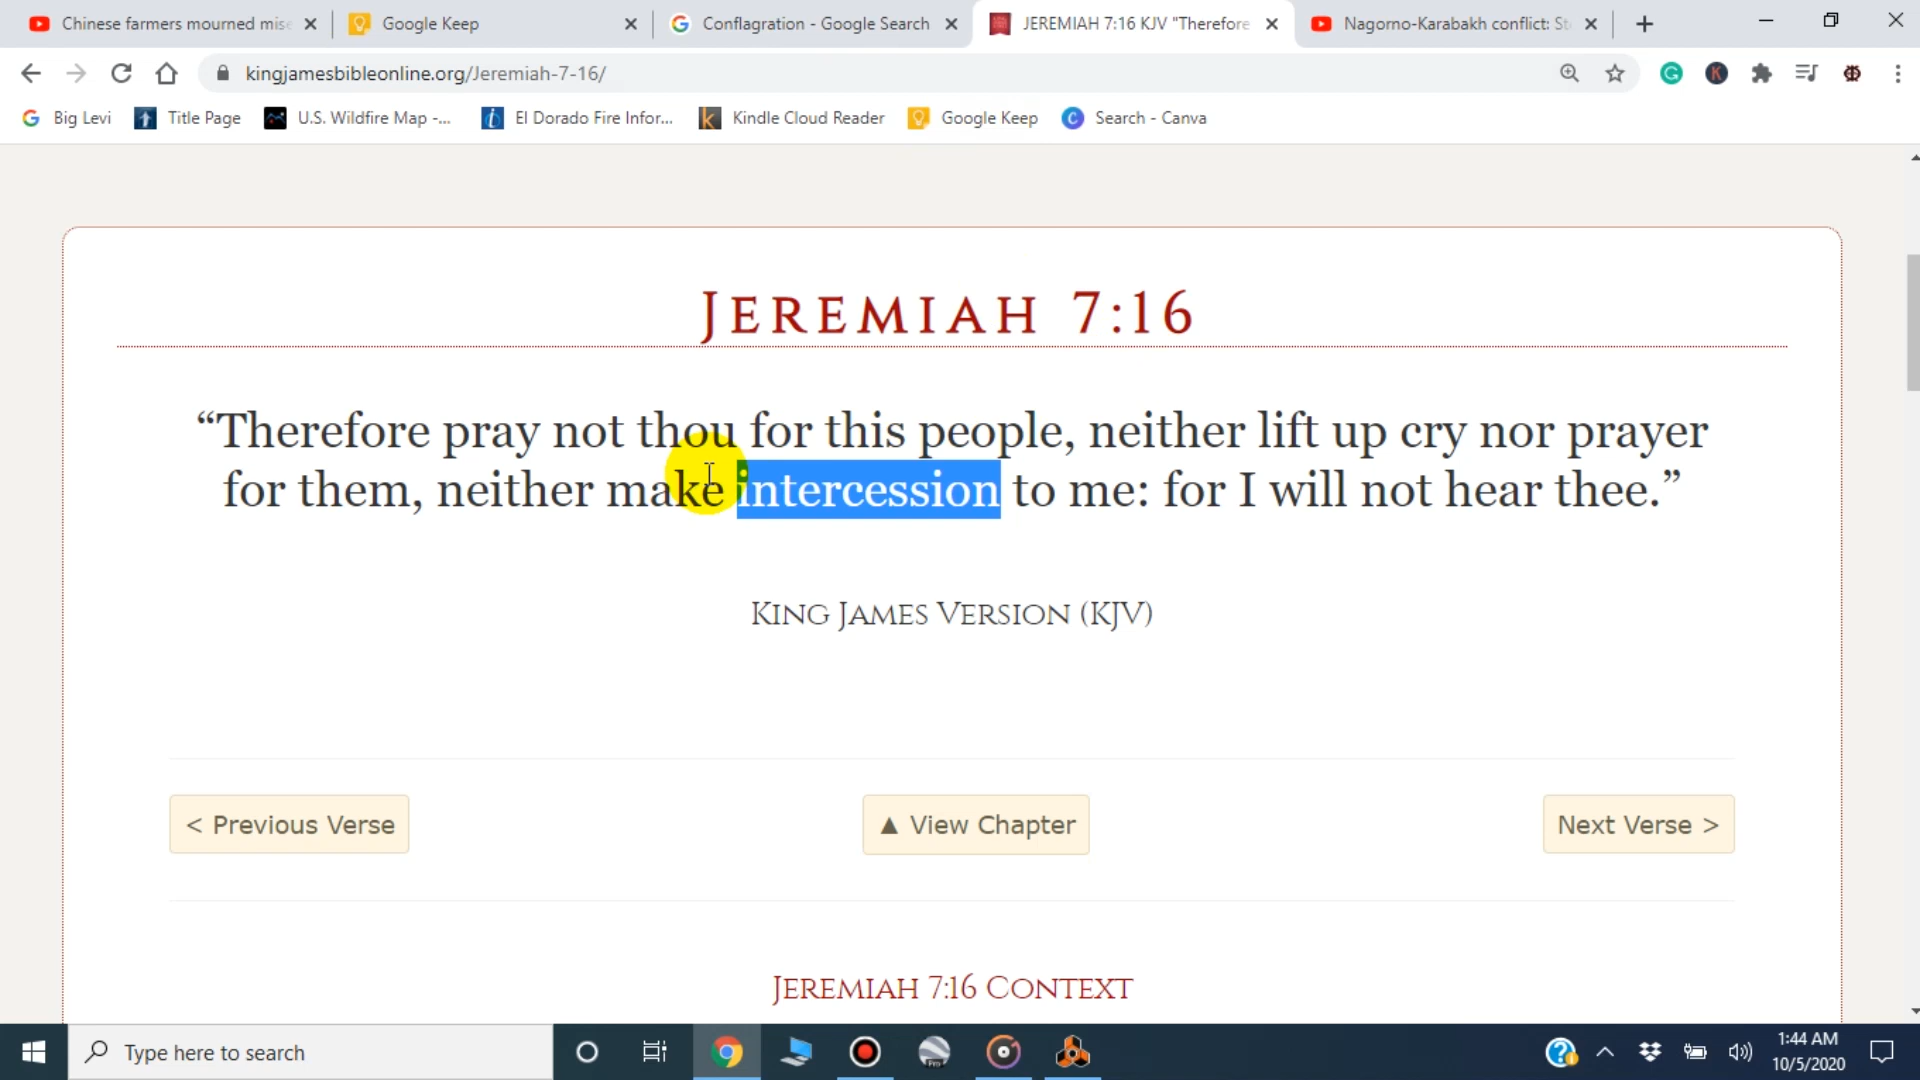 Chinese farmers mourned mise
Google Keep
Conflagration - Google Search
JEREMIAH 7:16 KJV "Therefore
Nagorno-Karabakh conflict: St
kingjamesbibleonline.org/Jeremiah-7-16/
Big Levi
Title Page
U.S. Wildfire Map -...
El Dorado Fire Infor...
Kindle Cloud Reader
Google Keep
Search - Canva
JEREMIAH 7:16
“Therefore pray not thou for this people, neither lift up cry nor prayer
for them, neither make intercession to me: for I will not hear thee.”
KING JAMES VERSION (KJV)
< Previous Verse
▲ View Chapter
Next Verse >
JEREMIAH 7:16 CONTEXT
Type here to search
1:44 AM
10/5/2020